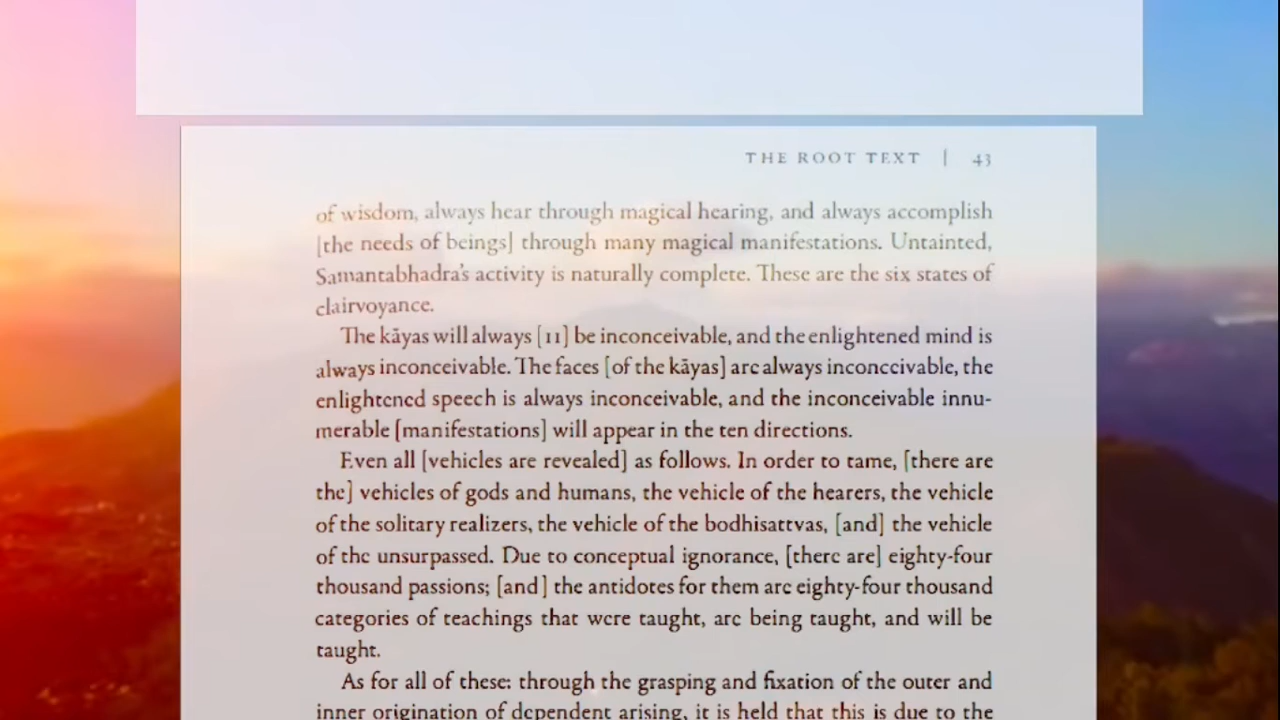 THE ROOT TEXT | 43
of wisdom, always hear through magical hearing, and always accomplish
[the needs of beings] through many magical manifestations. Untainted,
Samantabhadra's activity is naturally complete. These are the six states of
clairvoyance.
The kāyas will always [11] be inconceivable, and the enlightened mind is
always inconceivable. The faces [of the kāyas] are always inconceivable, the
enlightened speech is always inconceivable, and the inconceivable innu-
merable [manifestations] will appear in the ten directions.
Even all [vehicles are revealed] as follows. In order to tame, [there are
the] vehicles of gods and humans, the vehicle of the hearers, the vehicle
of the solitary realizers, the vehicle of the bodhisattvas, [and] the vehicle
of the unsurpassed. Due to conceptual ignorance, [there are] eighty-four
thousand passions; [and] the antidotes for them are eighty-four thousand
categories of teachings that were taught, are being taught, and will be
taught.
As for all of these: through the grasping and fixation of the outer and
inner origination of dependent arising, it is held that this is due to the